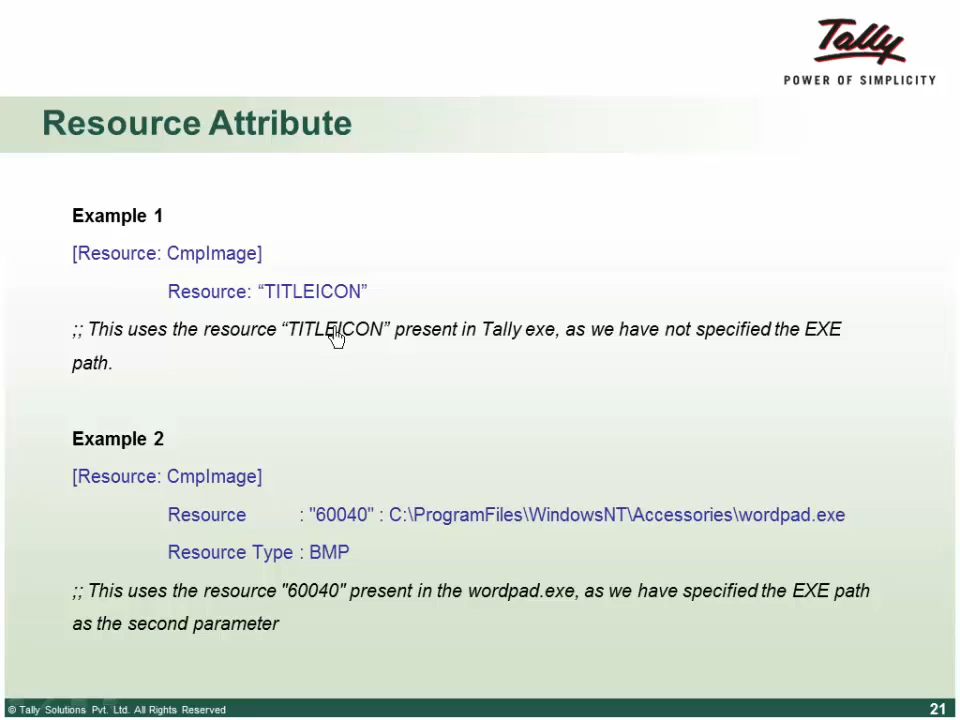 Tally
POWER OF SIMPLICITY
Resource Attribute
Example 1
[Resource: CmpImage]
Resource: “TITLEICON”
;; This uses the resource “TITLEICON” present in Tally exe, as we have not specified the EXE
path.
Example 2
[Resource: CmpImage]
Resource : "60040" : C:\ProgramFiles\WindowsNT\Accessories\wordpad.exe
Resource Type : BMP
;; This uses the resource "60040" present in the wordpad.exe, as we have specified the EXE path
as the second parameter
© Tally Solutions Pvt. Ltd. All Rights Reserved 21